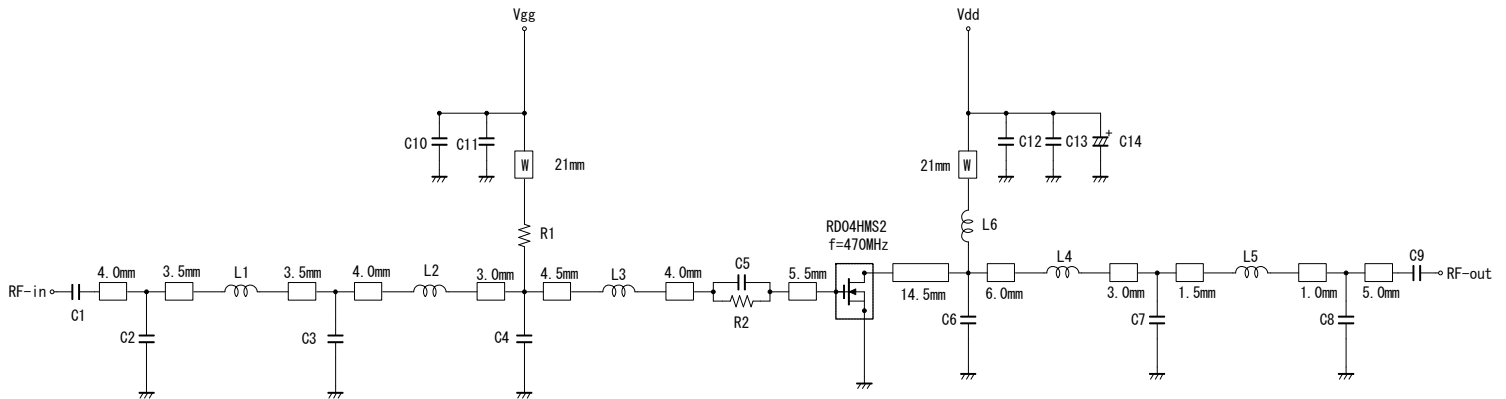 Vgg
Vdd
C10
C11
W
21mm
21mm
W
C12
C13
+
C14
R1
RD04HMS2
f=470MHz
L6
RF-in
C1
4.0mm
3.5mm
L1
3.5mm
4.0mm
L2
3.0mm
4.5mm
L3
4.0mm
C5
R2
5.5mm
14.5mm
6.0mm
L4
3.0mm
1.5mm
L5
1.0mm
5.0mm
C9
RF-out
C2
C3
C4
C6
C7
C8